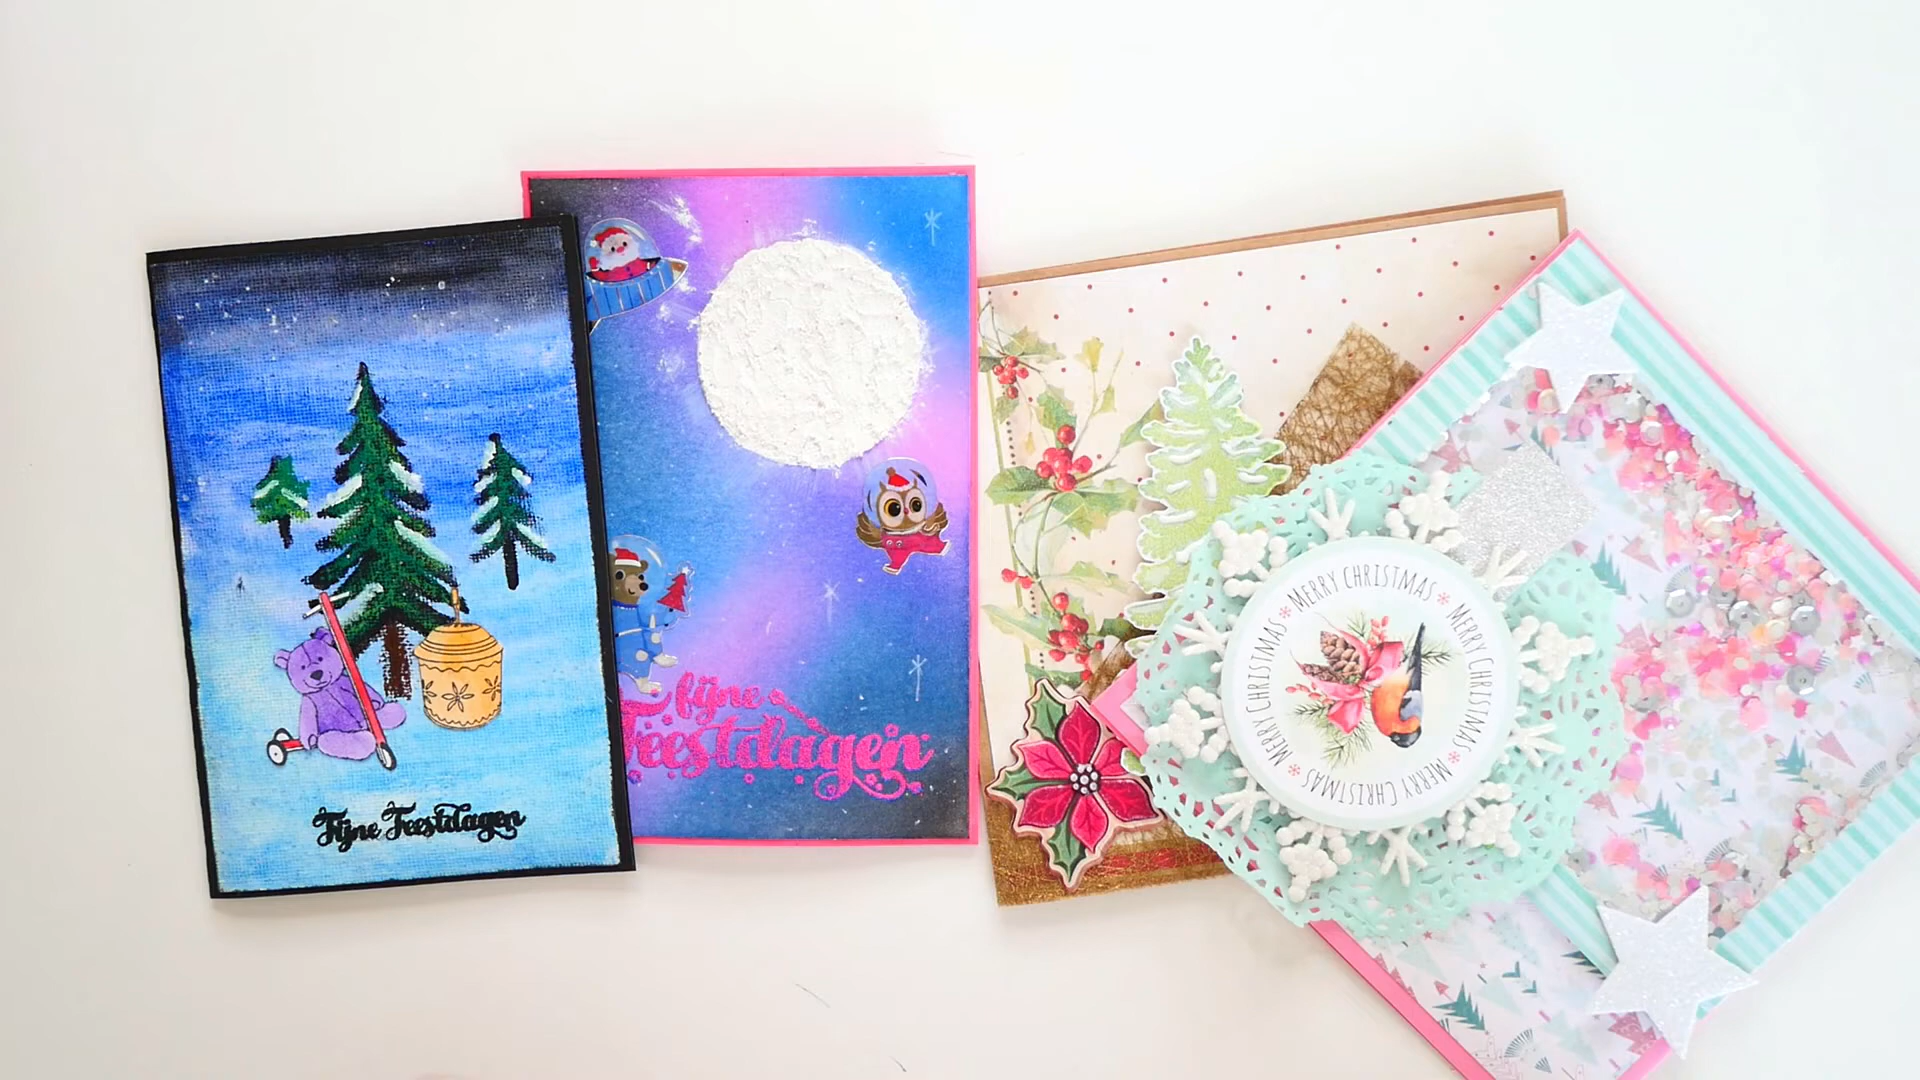 Fijne Feestdagen
fijne
Feestdagen
MERRY CHRISTMAS * MERRY CHRISTMAS * MERRY CHRISTMAS * MERRY CHRISTMAS *